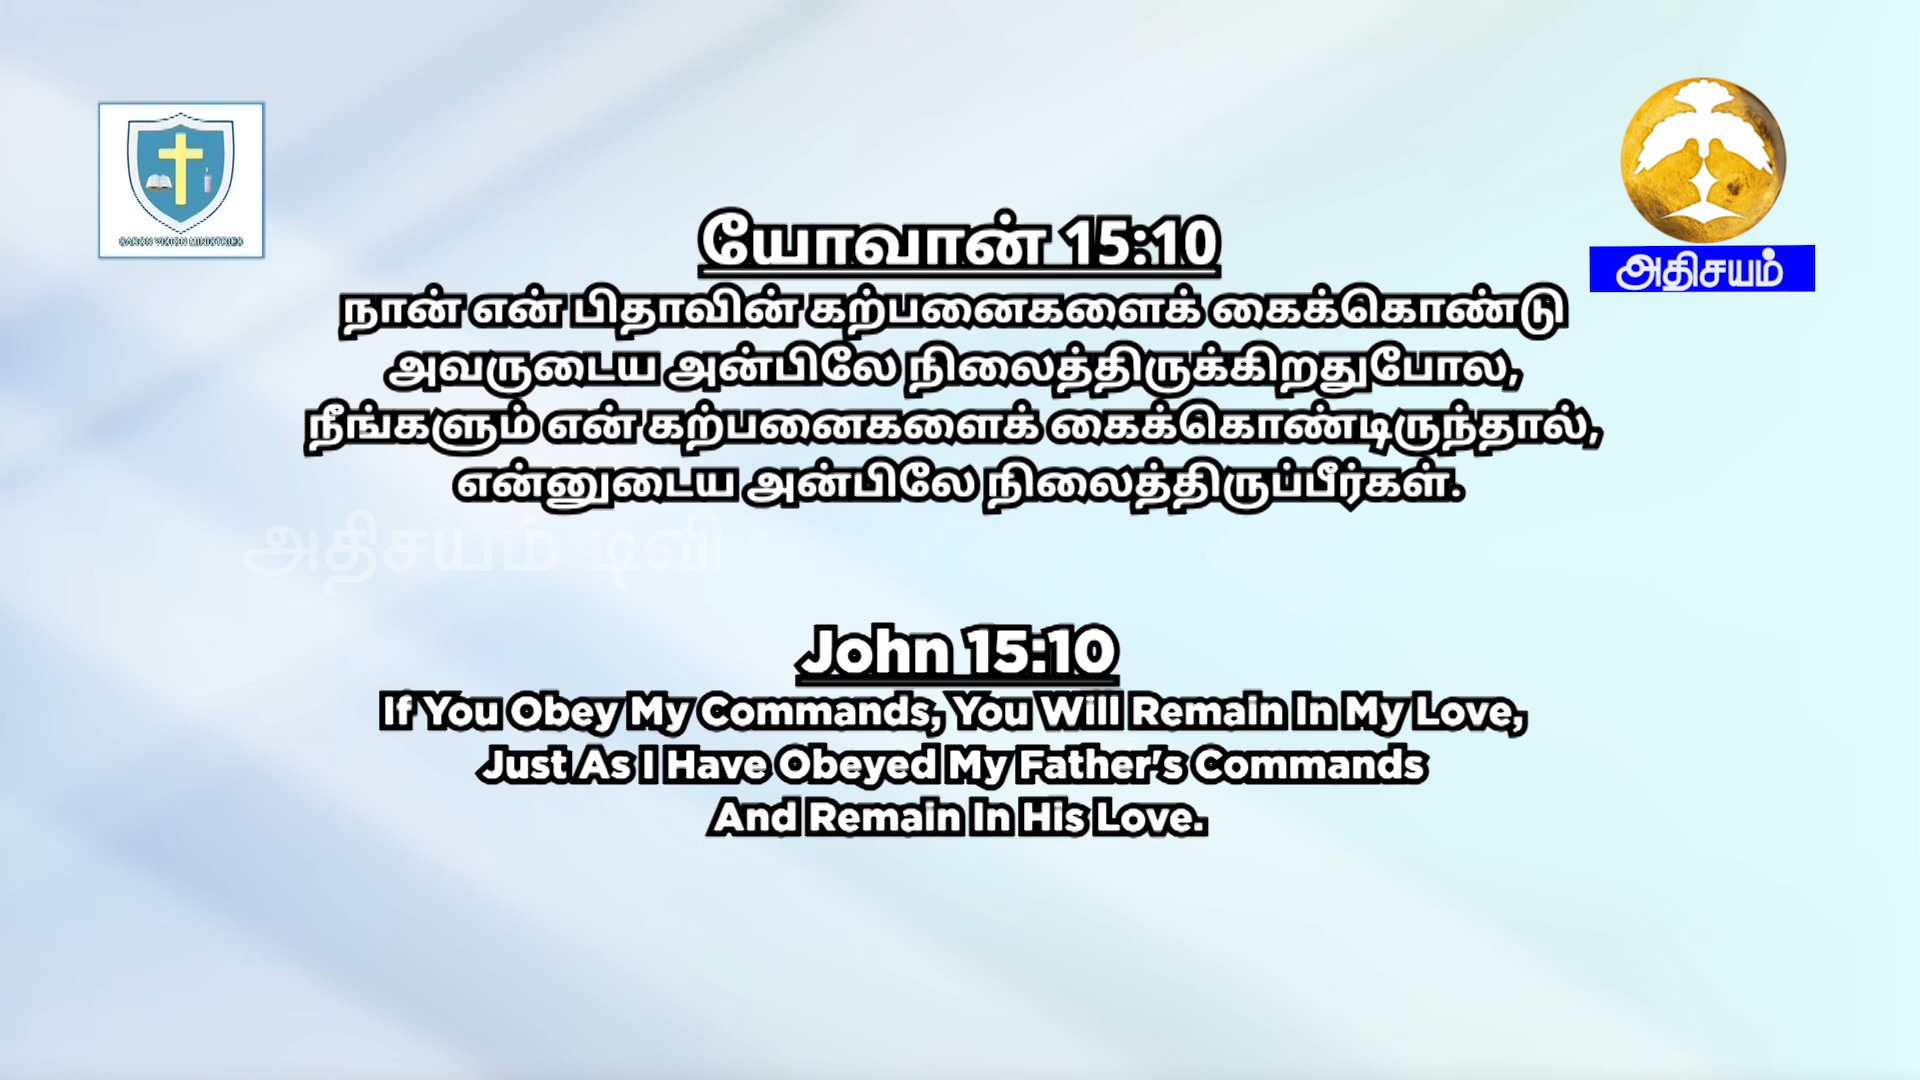 யோவான் 15:10
நான் என் பிதாவின் கற்பனைகளைக் கைக்கொண்டு
அவருடைய அன்பிலே நிலைத்திருக்கிறதுபோல,
நீங்களும் என் கற்பனைகளைக் கைக்கொண்டிருந்தால்,
என்னுடைய அன்பிலே நிலைத்திருப்பீர்கள்.
அதிசயம்
அதிசயம் டிவி
John 15:10
If You Obey My Commands, You Will Remain In My Love,
Just As I Have Obeyed My Father's Commands
And Remain In His Love.
VISION MINISTRIES